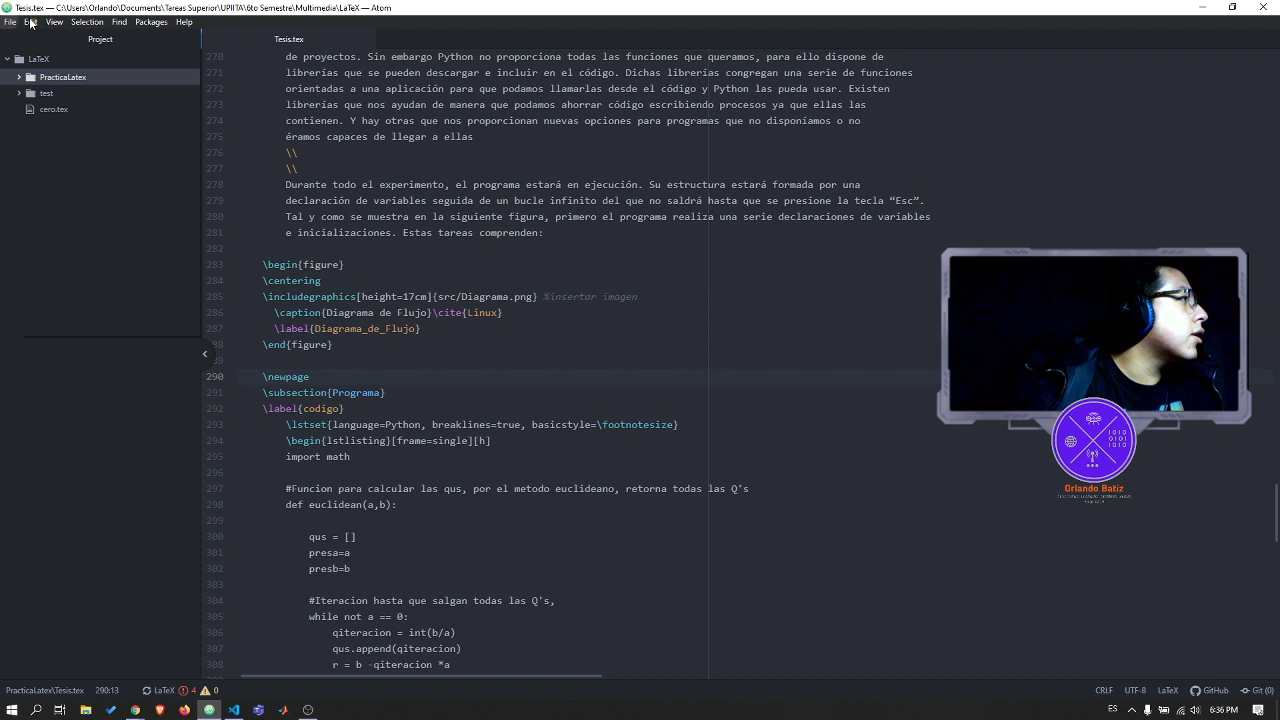 Tesis.tex — C:\Users\Orlando\Documents\Tareas Superior\UPIITA\6to Semestre\Multimedia\LaTeX — Atom
File Edit View Selection Find Packages Help
Project
LaTeX
PracticaLatex
test
cero.tex
Tesis.tex
270 de proyectos. Sin embargo Python no proporciona todas las funciones que queramos, para ello dispone de
271 librerías que se pueden descargar e incluir en el código. Dichas librerías congregan una serie de funciones
272 orientadas a una aplicación para que podamos llamarlas desde el código y Python las pueda usar. Existen
273 librerías que nos ayudan de manera que podamos ahorrar código escribiendo procesos ya que ellas las
274 contienen. Y hay otras que nos proporcionan nuevas opciones para programas que no disponíamos o no
275 éramos capaces de llegar a ellas
276 \\
277 \\
278 Durante todo el experimento, el programa estará en ejecución. Su estructura estará formada por una
279 declaración de variables seguida de un bucle infinito del que no saldrá hasta que se presione la tecla “Esc”.
280 Tal y como se muestra en la siguiente figura, primero el programa realiza una serie declaraciones de variables
281 e inicializaciones. Estas tareas comprenden:
282
283 \begin{figure}
284 \centering
285 \includegraphics[height=17cm]{src/Diagrama.png} %insertar imagen
286 \caption{Diagrama de Flujo}\cite{Linux}
287 \label{Diagrama_de_Flujo}
288 \end{figure}
289
290 \newpage
291 \subsection{Programa}
292 \label{codigo}
293 \lstset{language=Python, breaklines=true, basicstyle=\footnotesize}
294 \begin{lstlisting}[frame=single][h]
295 import math
296
297 #Funcion para calcular las qus, por el metodo euclideano, retorna todas las Q's
298 def euclidean(a,b):
299
300 qus = []
301 presa=a
302 presb=b
303
304 #Iteracion hasta que salgan todas las Q's,
305 while not a == 0:
306 qiteracion = int(b/a)
307 qus.append(qiteracion)
308 r = b -qiteracion *a
1010
0101
1010
Orlando Batiz
PracticaLatex\Tesis.tex 290:13 LaTeX 4 0
CRLF UTF-8 LaTeX GitHub Git (0)
ES 6:36 PM